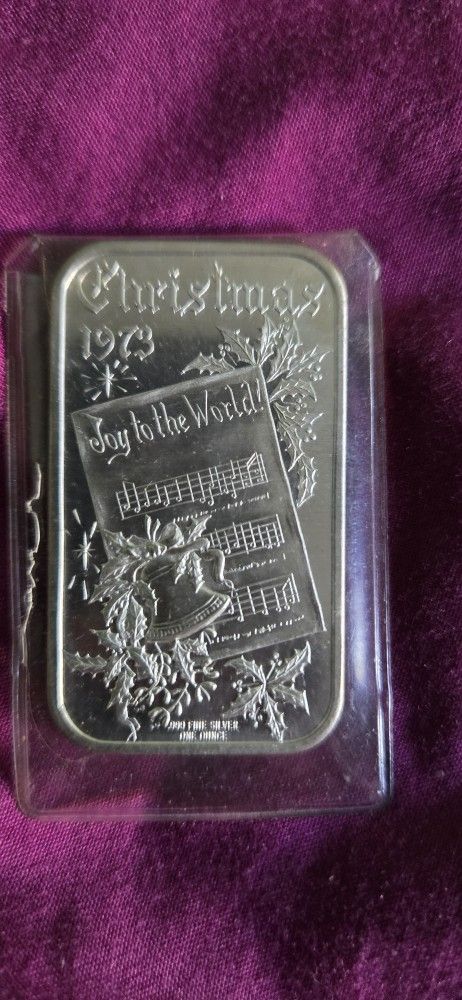 Christmas
1973
Joy to the World!
.999 FINE SILVER
ONE OUNCE